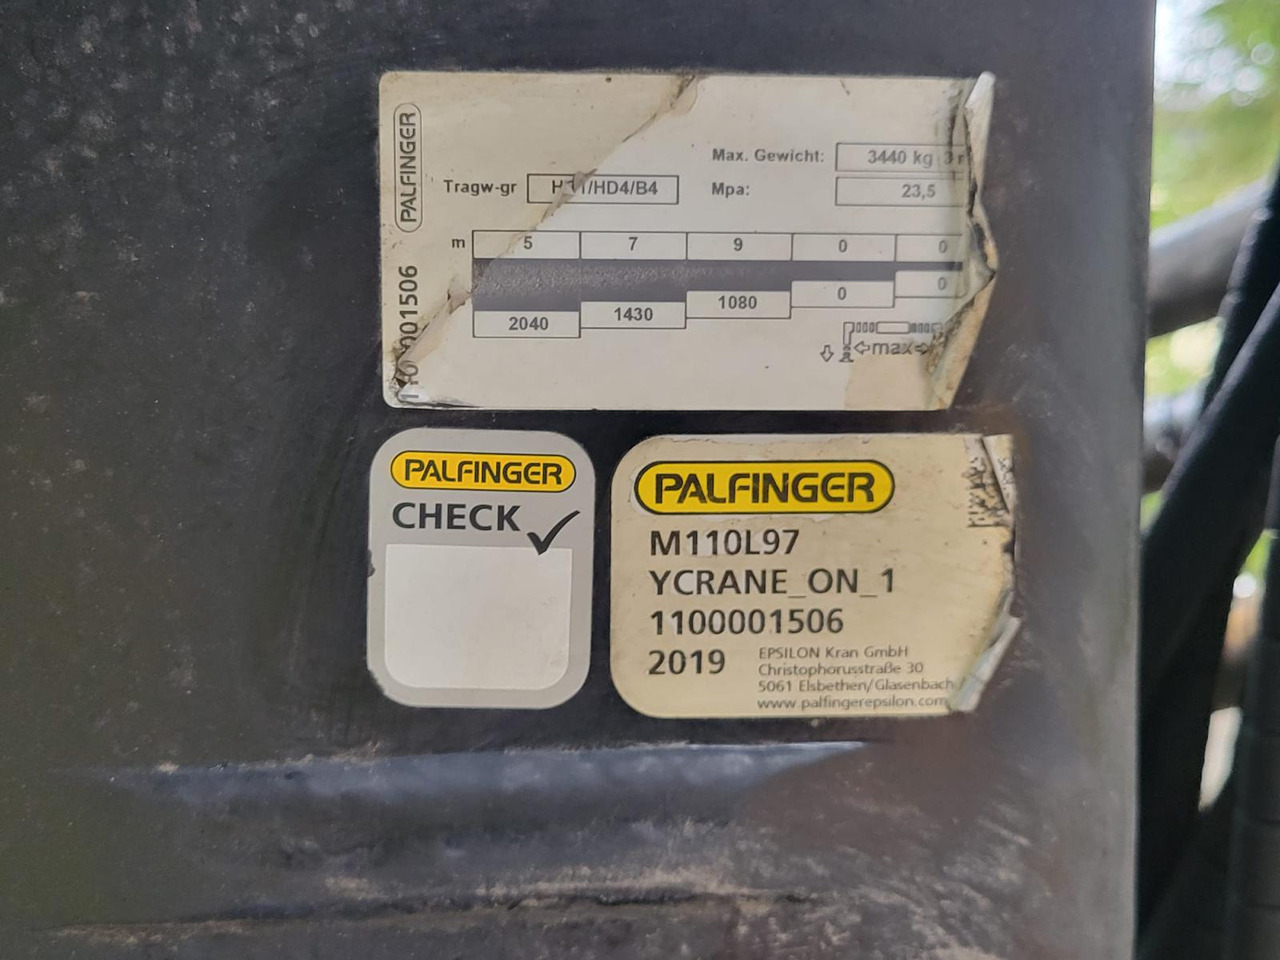 PALFINGER
Max. Gewicht: 3440 kg 3
Tragw-gr /HD4/B4 Mpa: 23,5
m 5 7 9 0 0
2040 1430 1080 0 0
max
PALFINGER
CHECK
PALFINGER
M110L97
YCRANE_ON_1
1100001506
2019
EPSILON Kran GmbH
Christophorusstraße 30
5061 Elsbethen/Glasenbach
www.palfingerepsilon.com